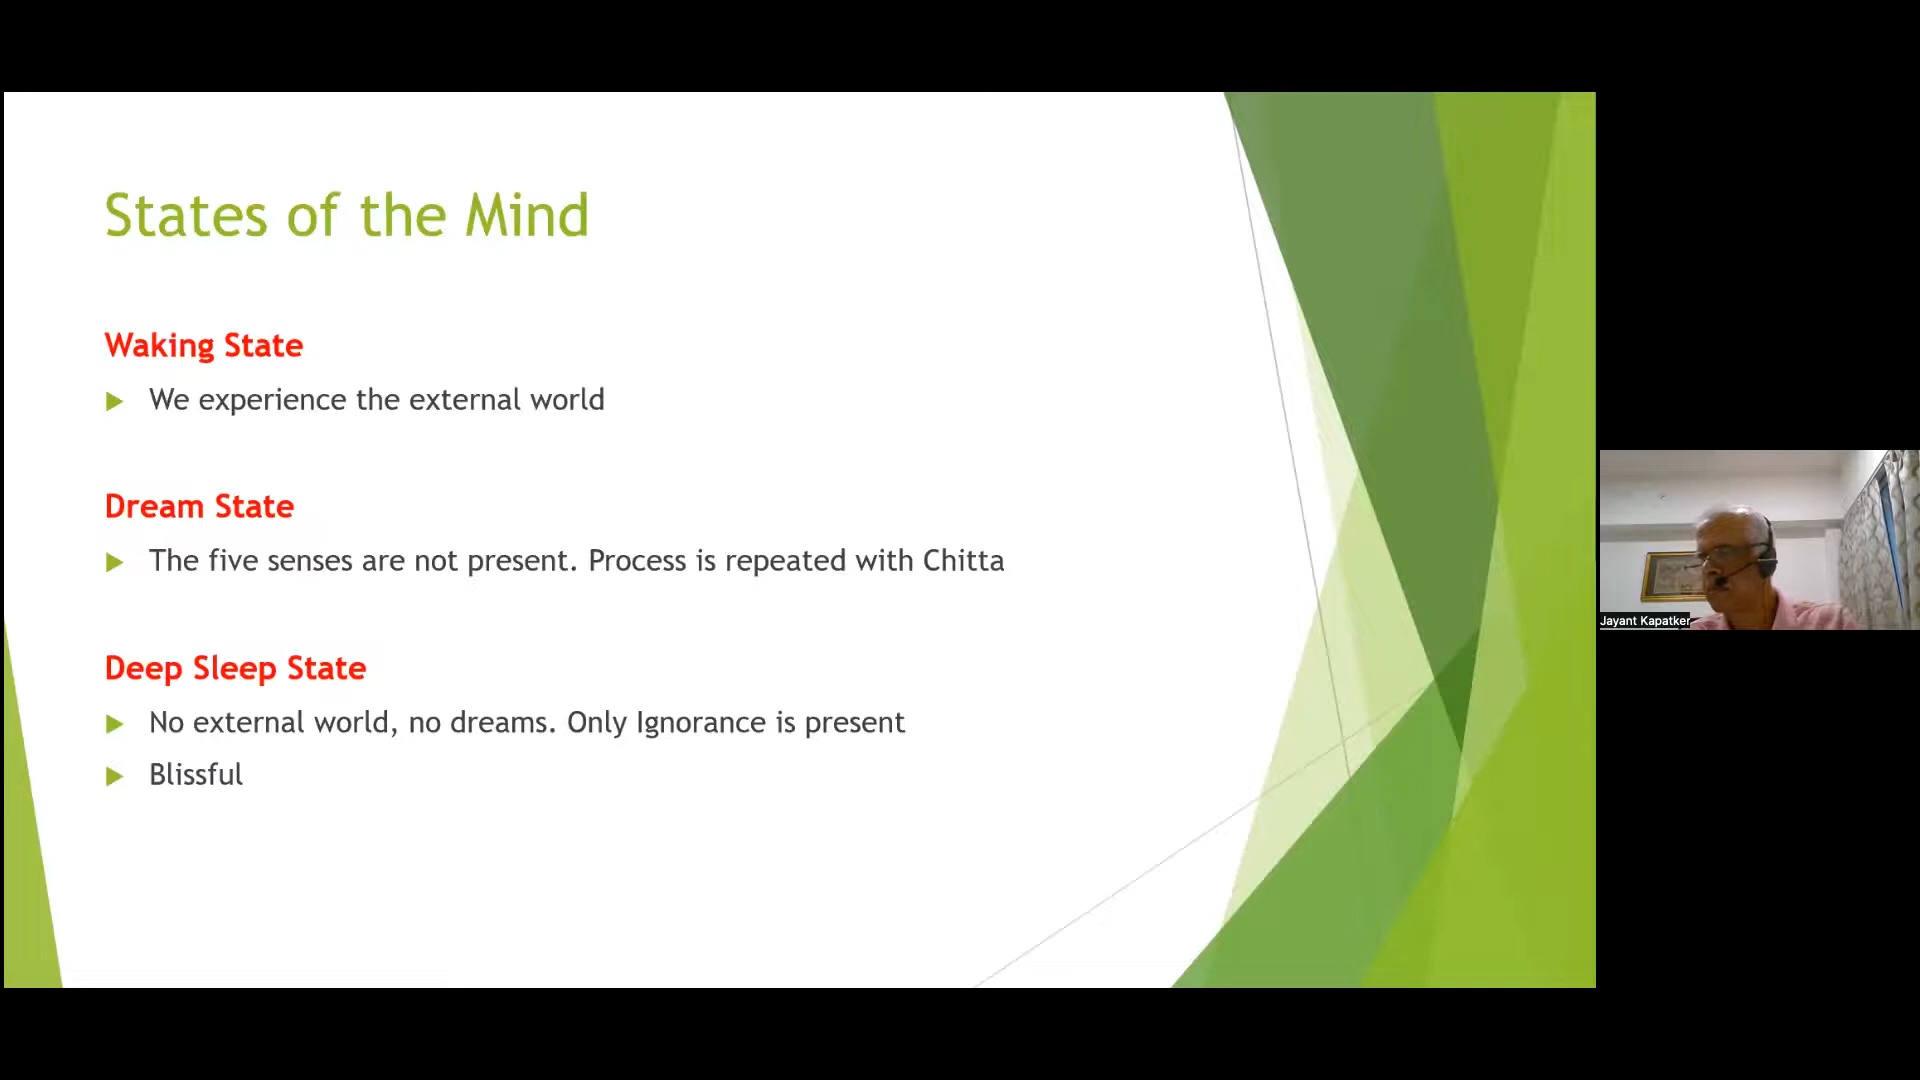 States of the Mind
Waking State
We experience the external world
Dream State
The five senses are not present. Process is repeated with Chitta
Deep Sleep State
No external world, no dreams. Only Ignorance is present
Blissful
Jayant Kapatker